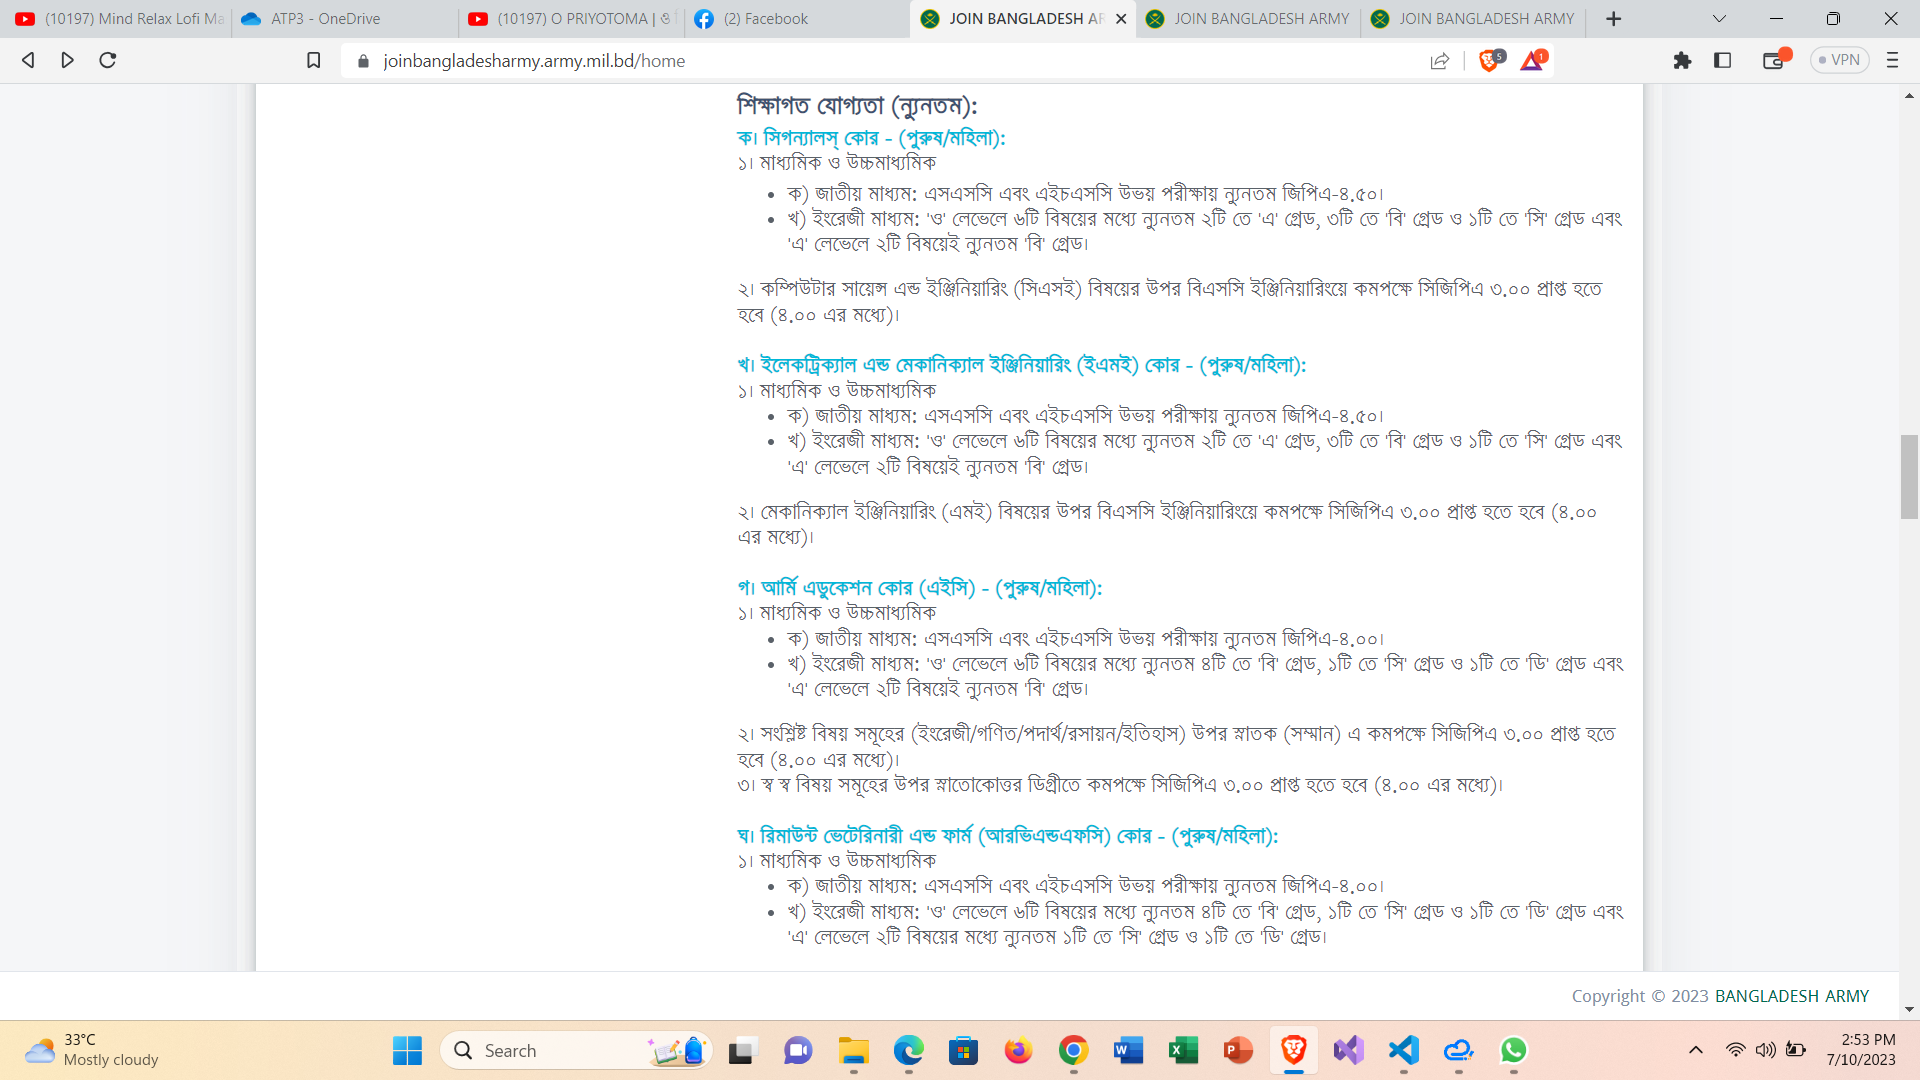 (10197) Mind Relax Lofi Ma
ATP3 - OneDrive
(10197) O PRIYOTOMA | ও
(2) Facebook
JOIN BANGLADESH AR
JOIN BANGLADESH ARMY
JOIN BANGLADESH ARMY
joinbangladesharmy.army.mil.bd/home
5
1
VPN
শিক্ষাগত যোগ্যতা (ন্যুনতম):
ক। সিগন্যালস্ কোর - (পুরুষ/মহিলা):
১। মাধ্যমিক ও উচ্চমাধ্যমিক
• ক) জাতীয় মাধ্যম: এসএসসি এবং এইচএসসি উভয় পরীক্ষায় ন্যুনতম জিপিএ-৪.৫০।
• খ) ইংরেজী মাধ্যম: 'ও' লেভেলে ৬টি বিষয়ের মধ্যে ন্যুনতম ২টি তে 'এ' গ্রেড, ৩টি তে 'বি' গ্রেড ও ১টি তে 'সি' গ্রেড এবং
'এ' লেভেলে ২টি বিষয়েই ন্যুনতম 'বি' গ্রেড।
২। কম্পিউটার সায়েন্স এন্ড ইঞ্জিনিয়ারিং (সিএসই) বিষয়ের উপর বিএসসি ইঞ্জিনিয়ারিংয়ে কমপক্ষে সিজিপিএ ৩.০০ প্রাপ্ত হতে
হবে (৪.০০ এর মধ্যে)।
খ। ইলেকট্রিক্যাল এন্ড মেকানিক্যাল ইঞ্জিনিয়ারিং (ইএমই) কোর - (পুরুষ/মহিলা):
১। মাধ্যমিক ও উচ্চমাধ্যমিক
• ক) জাতীয় মাধ্যম: এসএসসি এবং এইচএসসি উভয় পরীক্ষায় ন্যুনতম জিপিএ-৪.৫০।
• খ) ইংরেজী মাধ্যম: 'ও' লেভেলে ৬টি বিষয়ের মধ্যে ন্যুনতম ২টি তে 'এ' গ্রেড, ৩টি তে 'বি' গ্রেড ও ১টি তে 'সি' গ্রেড এবং
'এ' লেভেলে ২টি বিষয়েই ন্যুনতম 'বি' গ্রেড।
২। মেকানিক্যাল ইঞ্জিনিয়ারিং (এমই) বিষয়ের উপর বিএসসি ইঞ্জিনিয়ারিংয়ে কমপক্ষে সিজিপিএ ৩.০০ প্রাপ্ত হতে হবে (৪.০০
এর মধ্যে)।
গ। আর্মি এডুকেশন কোর (এইসি) - (পুরুষ/মহিলা):
১। মাধ্যমিক ও উচ্চমাধ্যমিক
• ক) জাতীয় মাধ্যম: এসএসসি এবং এইচএসসি উভয় পরীক্ষায় ন্যুনতম জিপিএ-৪.০০।
• খ) ইংরেজী মাধ্যম: 'ও' লেভেলে ৬টি বিষয়ের মধ্যে ন্যুনতম ৪টি তে 'বি' গ্রেড, ১টি তে 'সি' গ্রেড ও ১টি তে 'ডি' গ্রেড এবং
'এ' লেভেলে ২টি বিষয়েই ন্যুনতম 'বি' গ্রেড।
২। সংশ্লিষ্ট বিষয় সমূহের (ইংরেজী/গণিত/পদার্থ/রসায়ন/ইতিহাস) উপর স্নাতক (সম্মান) এ কমপক্ষে সিজিপিএ ৩.০০ প্রাপ্ত হতে
হবে (৪.০০ এর মধ্যে)।
৩। স্ব স্ব বিষয় সমূহের উপর স্নাতোকোত্তর ডিগ্রীতে কমপক্ষে সিজিপিএ ৩.০০ প্রাপ্ত হতে হবে (৪.০০ এর মধ্যে)।
ঘ। রিমাউন্ট ভেটেরিনারী এন্ড ফার্ম (আরভিএন্ডএফসি) কোর - (পুরুষ/মহিলা):
১। মাধ্যমিক ও উচ্চমাধ্যমিক
• ক) জাতীয় মাধ্যম: এসএসসি এবং এইচএসসি উভয় পরীক্ষায় ন্যুনতম জিপিএ-৪.০০।
• খ) ইংরেজী মাধ্যম: 'ও' লেভেলে ৬টি বিষয়ের মধ্যে ন্যুনতম ৪টি তে 'বি' গ্রেড, ১টি তে 'সি' গ্রেড ও ১টি তে 'ডি' গ্রেড এবং
'এ' লেভেলে ২টি বিষয়ের মধ্যে ন্যুনতম ১টি তে 'সি' গ্রেড ও ১টি তে 'ডি' গ্রেড।
Copyright © 2023 BANGLADESH ARMY
33°C
Mostly cloudy
Search
2:53 PM
7/10/2023